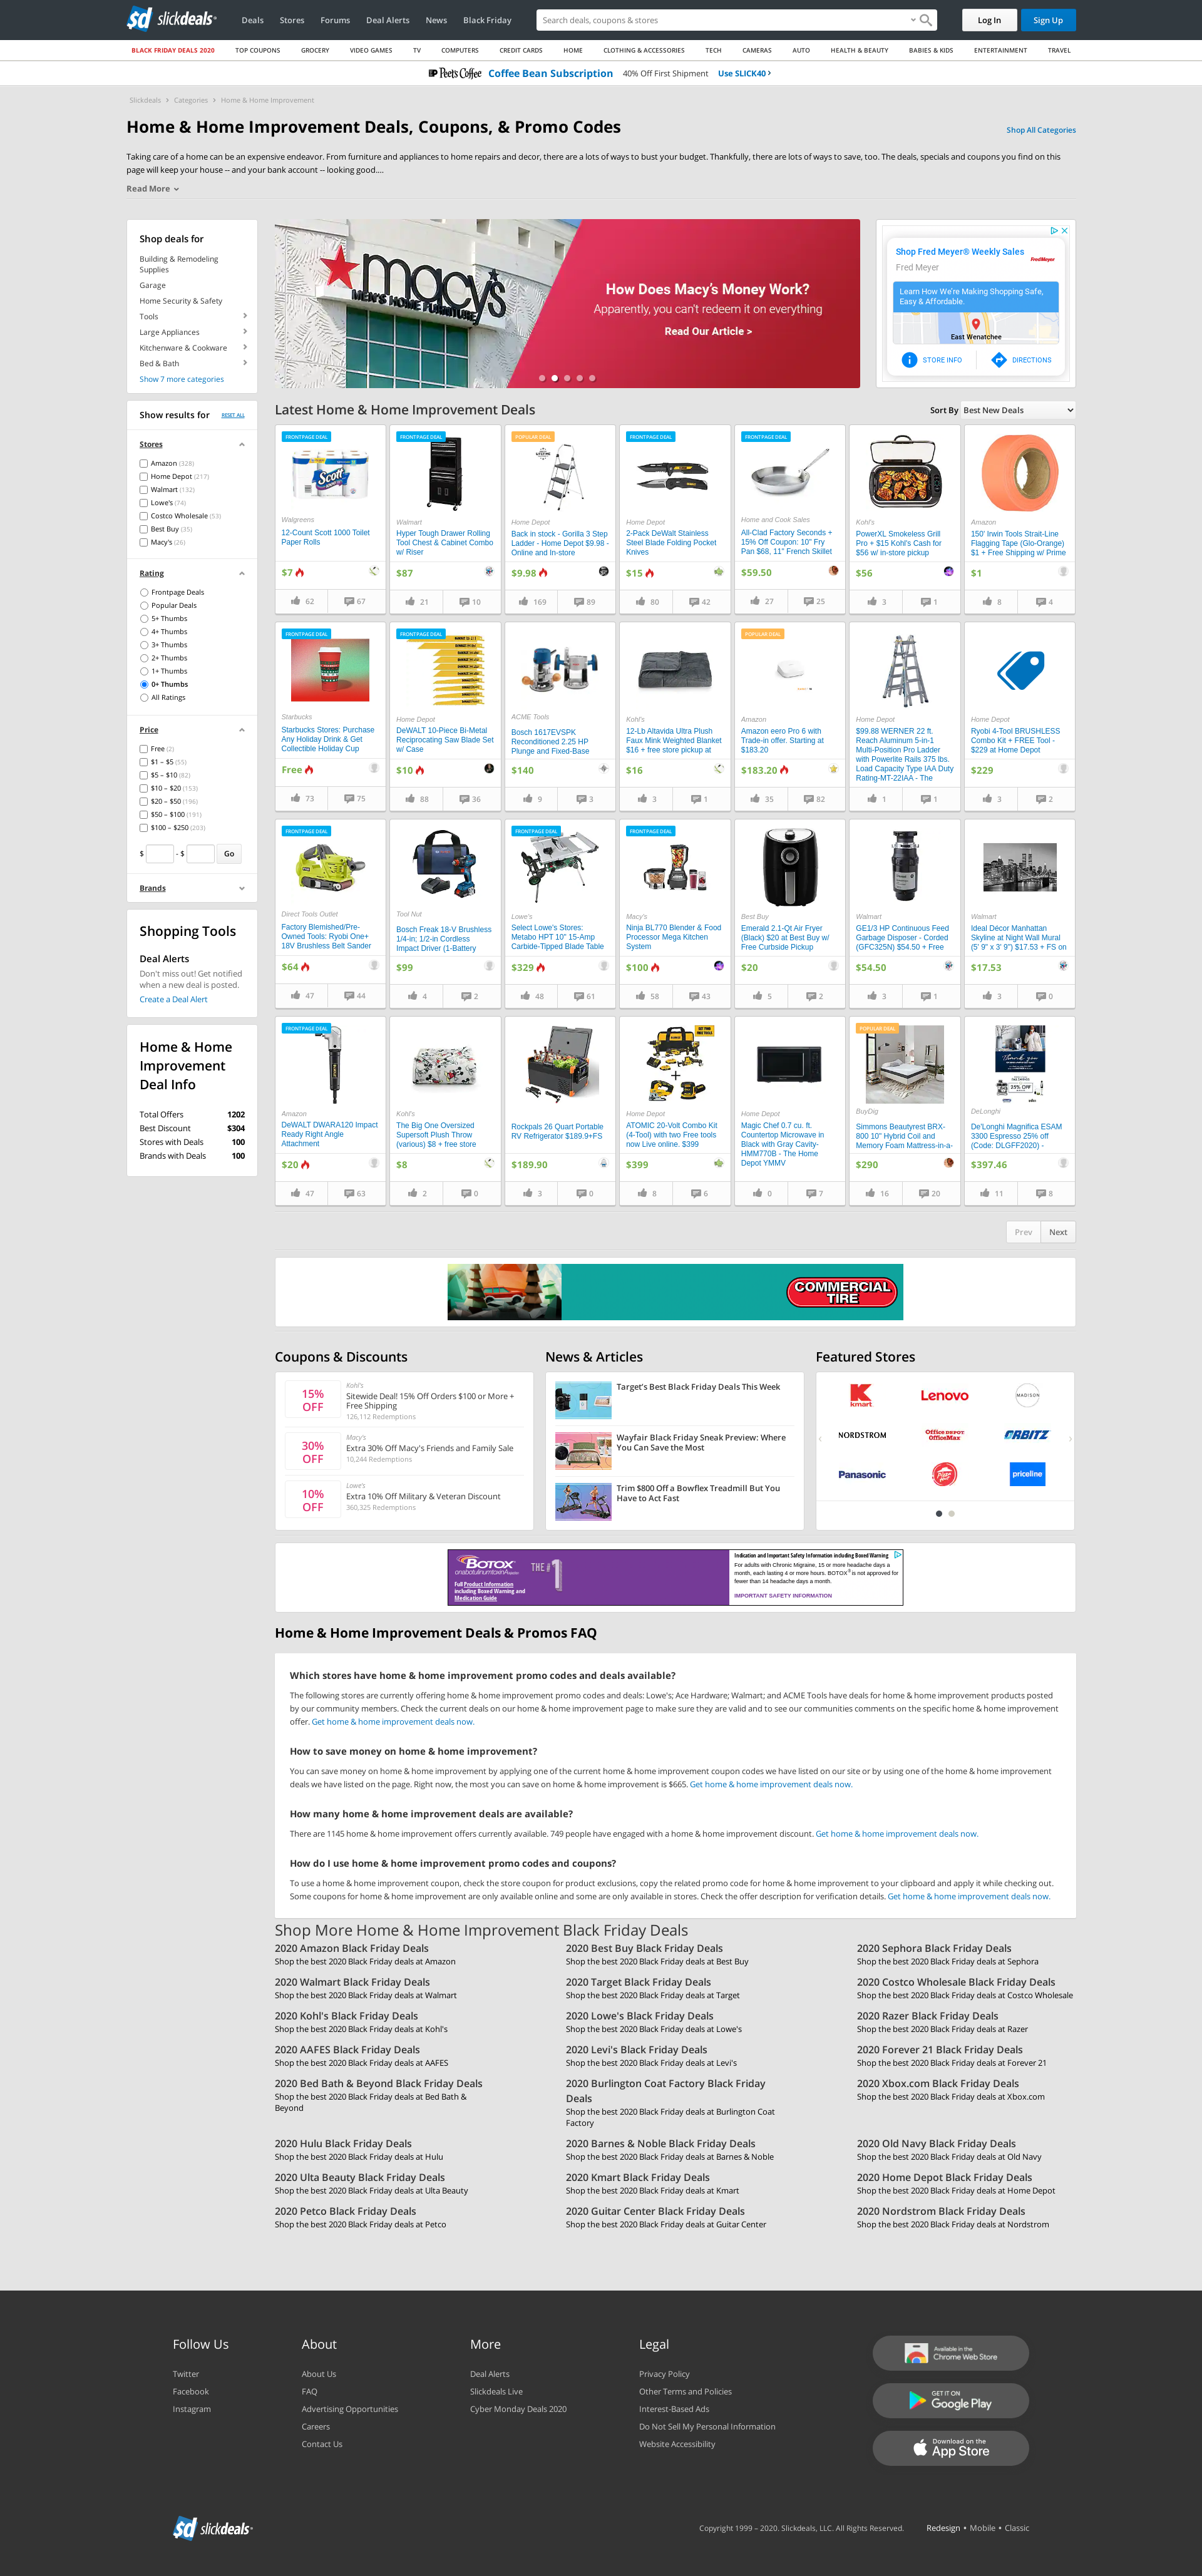 sd slickdeals
Deals Stores Forums Deal Alerts News Black Friday
Search deals, coupons & stores
Log In Sign Up
BLACK FRIDAY DEALS 2020 TOP COUPONS GROCERY VIDEO GAMES TV COMPUTERS CREDIT CARDS HOME CLOTHING & ACCESSORIES TECH CAMERAS AUTO HEALTH & BEAUTY BABIES & KIDS ENTERTAINMENT TRAVEL
Peet's Coffee Coffee Bean Subscription 40% Off First Shipment Use SLICK40 >
Slickdeals > Categories > Home & Home Improvement
Home & Home Improvement Deals, Coupons, & Promo Codes
Shop All Categories
Taking care of a home can be an expensive endeavor. From furniture and appliances to home repairs and decor, there are a lots of ways to bust your budget. Thankfully, there are lots of ways to save, too. The deals, specials and coupons you find on
this page will keep your house -- and your bank account -- looking good....
Read More
Shop deals for
Building & Remodeling
Supplies
Garage
Home Security & Safety
Tools
Large Appliances
Kitchenware & Cookware
Bed & Bath
Show 7 more categories
macy's
MEN'S HOME FURNITURE
How Does Macy's Money Work?
Apparently, you can't redeem it on everything
Read Our Article >
Shop Fred Meyer® Weekly Sales
Fred Meyer
Learn How We're Making Shopping Safe,
Easy & Affordable.
East Wenatchee
STORE INFO DIRECTIONS
Show results for RESET ALL
Stores
Amazon (328)
Home Depot (217)
Walmart (132)
Lowe's (74)
Costco Wholesale (53)
Best Buy (35)
Macy's (26)
Rating
Frontpage Deals
Popular Deals
5+ Thumbs
4+ Thumbs
3+ Thumbs
2+ Thumbs
1+ Thumbs
0+ Thumbs
All Ratings
Price
Free (2)
$1 – $5 (55)
$5 – $10 (82)
$10 – $20 (153)
$20 – $50 (196)
$50 – $100 (191)
$100 – $250 (203)
$ - $ Go
Brands
Shopping Tools
Deal Alerts
Don't miss out! Get notified
when a new deal is posted.
Create a Deal Alert
Home & Home
Improvement
Deal Info
Total Offers 1202
Best Discount $304
Stores with Deals 100
Brands with Deals 100
Latest Home & Home Improvement Deals
Sort By Best New Deals
FRONTPAGE DEAL
Walgreens
12-Count Scott 1000 Toilet
Paper Rolls
$7
62 67
FRONTPAGE DEAL
Walmart
Hyper Tough Drawer Rolling
Tool Chest & Cabinet Combo
w/ Riser
$87
21 10
POPULAR DEAL
Home Depot
Back in stock - Gorilla 3 Step
Ladder - Home Depot $9.98 -
Online and In-store
$9.98
169 89
FRONTPAGE DEAL
Home Depot
2-Pack DeWalt Stainless
Steel Blade Folding Pocket
Knives
$15
80 42
FRONTPAGE DEAL
Home and Cook Sales
All-Clad Factory Seconds +
15% Off Coupon: 10" Fry
Pan $68, 11" French Skillet
$59.50
27 25
Kohl's
PowerXL Smokeless Grill
Pro + $15 Kohl's Cash for
$56 w/ in-store pickup
$56
3 1
Amazon
150' Irwin Tools Strait-Line
Flagging Tape (Glo-Orange)
$1 + Free Shipping w/ Prime
$1
8 4
FRONTPAGE DEAL
Starbucks
Starbucks Stores: Purchase
Any Holiday Drink & Get
Collectible Holiday Cup
Free
73 75
FRONTPAGE DEAL
Home Depot
DeWALT 10-Piece Bi-Metal
Reciprocating Saw Blade Set
w/ Case
$10
88 36
ACME Tools
Bosch 1617EVSPK
Reconditioned 2.25 HP
Plunge and Fixed-Base
$140
9 3
Kohl's
12-Lb Altavida Ultra Plush
Faux Mink Weighted Blanket
$16 + free store pickup at
$16
3 1
POPULAR DEAL
Amazon
Amazon eero Pro 6 with
Trade-in offer. Starting at
$183.20
$183.20
35 82
Home Depot
$99.88 WERNER 22 ft.
Reach Aluminum 5-in-1
Multi-Position Pro Ladder
with Powerlite Rails 375 lbs.
Load Capacity Type IAA Duty
Rating-MT-22IAA - The
1 1
Home Depot
Ryobi 4-Tool BRUSHLESS
Combo Kit + FREE Tool -
$229 at Home Depot
$229
3 2
FRONTPAGE DEAL
Direct Tools Outlet
Factory Blemished/Pre-
Owned Tools: Ryobi One+
18V Brushless Belt Sander
$64
47 44
Tool Nut
Bosch Freak 18-V Brushless
1/4-in; 1/2-in Cordless
Impact Driver (1-Battery
$99
4 2
FRONTPAGE DEAL
Lowe's
Select Lowe's Stores:
Metabo HPT 10" 15-Amp
Carbide-Tipped Blade Table
$329
48 61
FRONTPAGE DEAL
Macy's
Ninja BL770 Blender & Food
Processor Mega Kitchen
System
$100
58 43
Best Buy
Emerald 2.1-Qt Air Fryer
(Black) $20 at Best Buy w/
Free Curbside Pickup
$20
5 2
Walmart
GE1/3 HP Continuous Feed
Garbage Disposer - Corded
(GFC325N) $54.50 + Free
$54.50
3 1
Walmart
Ideal Décor Manhattan
Skyline at Night Wall Mural
(5' 9" x 3' 9") $17.53 + FS on
$17.53
3 0
FRONTPAGE DEAL
Amazon
DeWALT DWARA120 Impact
Ready Right Angle
Attachment
$20
47 63
Kohl's
The Big One Oversized
Supersoft Plush Throw
(various) $8 + free store
$8
2 0
Rockpals 26 Quart Portable
RV Refrigerator $189.9+FS
$189.90
3 0
Home Depot
ATOMIC 20-Volt Combo Kit
(4-Tool) with two Free tools
now Live online. $399
$399
8 6
Home Depot
Magic Chef 0.7 cu. ft.
Countertop Microwave in
Black with Gray Cavity-
HMM770B - The Home
Depot YMMV
0 7
POPULAR DEAL
BuyDig
Simmons Beautyrest BRX-
800 10" Hybrid Coil and
Memory Foam Mattress-in-a-
$290
16 20
Thank you
25% OFF
DeLonghi
De'Longhi Magnifica ESAM
3300 Espresso 25% off
(Code: DLGFF2020) -
$397.46
11 8
Prev Next
COMMERCIAL
TIRE
Coupons & Discounts
15%
OFF
Kohl's
Sitewide Deal! 15% Off Orders $100 or More +
Free Shipping
126,112 Redemptions
30%
OFF
Macy's
Extra 30% Off Macy's Friends and Family Sale
10,244 Redemptions
10%
OFF
Lowe's
Extra 10% Off Military & Veteran Discount
360,325 Redemptions
News & Articles
Target's Best Black Friday Deals This Week
Wayfair Black Friday Sneak Preview: Where
You Can Save the Most
Trim $800 Off a Bowflex Treadmill But You
Have to Act Fast
Featured Stores
kmart Lenovo MADISON
NORDSTROM Office DEPOT OfficeMax ORBITZ
Panasonic Pizza Hut priceline
BOTOX
onabotulinumtoxinA
THE #1
Full Product Information
including Boxed Warning and
Medication Guide
Indication and Important Safety Information including Boxed Warning
For adults with Chronic Migraine, 15 or more headache days a
month, each lasting 4 or more hours. BOTOX® is not approved for
fewer than 14 headache days a month.
IMPORTANT SAFETY INFORMATION
Home & Home Improvement Deals & Promos FAQ
Which stores have home & home improvement promo codes and deals available?
The following stores are currently offering home & home improvement promo codes and deals: Lowe's; Ace Hardware; Walmart; and ACME Tools have deals for home & home improvement products posted
by our community members. Check the current deals on our home & home improvement page to make sure they are valid and to see our communities comments on the specific home & home improvement
offer. Get home & home improvement deals now.
How to save money on home & home improvement?
You can save money on home & home improvement by applying one of the current home & home improvement coupon codes we have listed on our site or by using one of the home & home improvement
deals we have listed on the page. Right now, the most you can save on home & home improvement is $665. Get home & home improvement deals now.
How many home & home improvement deals are available?
There are 1145 home & home improvement offers currently available. 749 people have engaged with a home & home improvement discount. Get home & home improvement deals now.
How do I use home & home improvement promo codes and coupons?
To use a home & home improvement coupon, check the store coupon for product exclusions, copy the related promo code for home & home improvement to your clipboard and apply it while checking out.
Some coupons for home & home improvement are only available online and some are only available in stores. Check the offer description for verification details. Get home & home improvement deals now.
Shop More Home & Home Improvement Black Friday Deals
2020 Amazon Black Friday Deals
Shop the best 2020 Black Friday deals at Amazon
2020 Best Buy Black Friday Deals
Shop the best 2020 Black Friday deals at Best Buy
2020 Sephora Black Friday Deals
Shop the best 2020 Black Friday deals at Sephora
2020 Walmart Black Friday Deals
Shop the best 2020 Black Friday deals at Walmart
2020 Target Black Friday Deals
Shop the best 2020 Black Friday deals at Target
2020 Costco Wholesale Black Friday Deals
Shop the best 2020 Black Friday deals at Costco Wholesale
2020 Kohl's Black Friday Deals
Shop the best 2020 Black Friday deals at Kohl's
2020 Lowe's Black Friday Deals
Shop the best 2020 Black Friday deals at Lowe's
2020 Razer Black Friday Deals
Shop the best 2020 Black Friday deals at Razer
2020 AAFES Black Friday Deals
Shop the best 2020 Black Friday deals at AAFES
2020 Levi's Black Friday Deals
Shop the best 2020 Black Friday deals at Levi's
2020 Forever 21 Black Friday Deals
Shop the best 2020 Black Friday deals at Forever 21
2020 Bed Bath & Beyond Black Friday Deals
Shop the best 2020 Black Friday deals at Bed Bath &
Beyond
2020 Burlington Coat Factory Black Friday
Deals
Shop the best 2020 Black Friday deals at Burlington Coat
Factory
2020 Xbox.com Black Friday Deals
Shop the best 2020 Black Friday deals at Xbox.com
2020 Hulu Black Friday Deals
Shop the best 2020 Black Friday deals at Hulu
2020 Barnes & Noble Black Friday Deals
Shop the best 2020 Black Friday deals at Barnes & Noble
2020 Old Navy Black Friday Deals
Shop the best 2020 Black Friday deals at Old Navy
2020 Ulta Beauty Black Friday Deals
Shop the best 2020 Black Friday deals at Ulta Beauty
2020 Kmart Black Friday Deals
Shop the best 2020 Black Friday deals at Kmart
2020 Home Depot Black Friday Deals
Shop the best 2020 Black Friday deals at Home Depot
2020 Petco Black Friday Deals
Shop the best 2020 Black Friday deals at Petco
2020 Guitar Center Black Friday Deals
Shop the best 2020 Black Friday deals at Guitar Center
2020 Nordstrom Black Friday Deals
Shop the best 2020 Black Friday deals at Nordstrom
Follow Us
Twitter
Facebook
Instagram
About
About Us
FAQ
Advertising Opportunities
Careers
Contact Us
More
Deal Alerts
Slickdeals Live
Cyber Monday Deals 2020
Legal
Privacy Policy
Other Terms and Policies
Interest-Based Ads
Do Not Sell My Personal Information
Website Accessibility
Available in the
Chrome Web Store
GET IT ON
Google Play
Download on the
App Store
sd slickdeals
Copyright 1999 – 2020. Slickdeals, LLC. All Rights Reserved. Redesign • Mobile • Classic